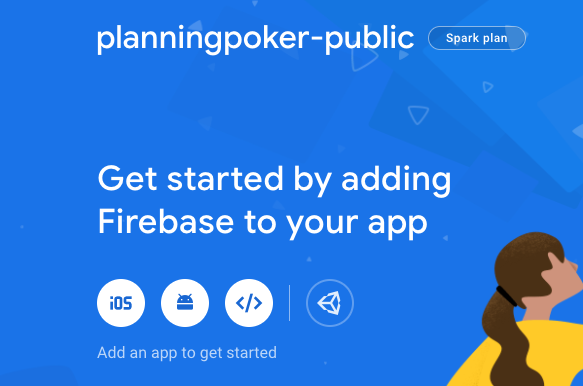 planningpoker-public
Spark plan
Get started by adding
Firebase to your app
iOS
</>
Add an app to get started